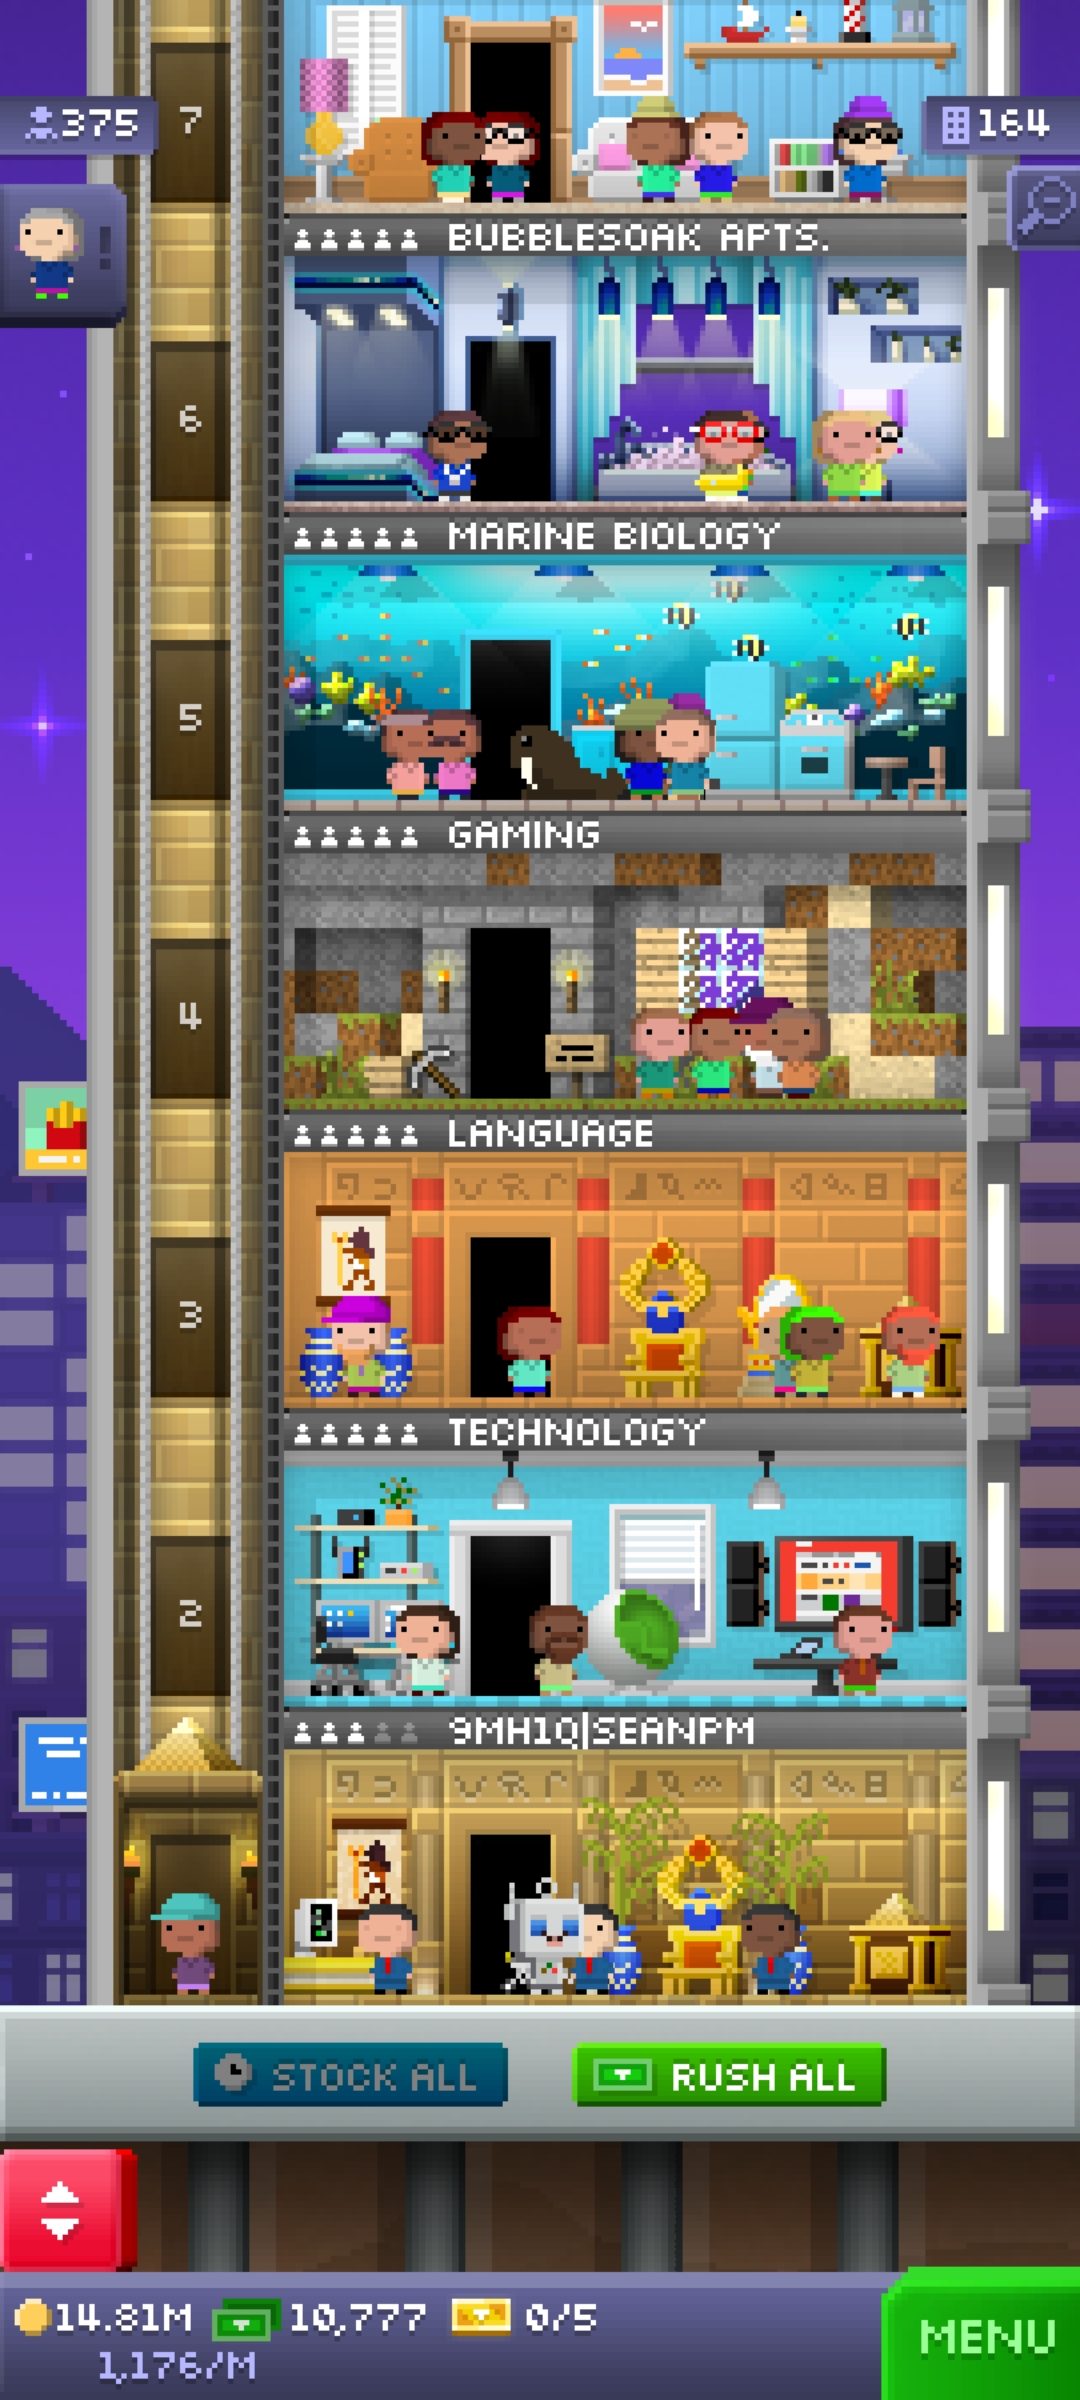 7
375
164
!
BUBBLESOAK APTS.
6
MARINE BIOLOGY
5
GAMING
4
LANGUAGE
3
TECHNOLOGY
2
9MH1Q|SEANPM
STOCK ALL
RUSH ALL
14.81M
10,777
0/5
1,176/M
MENU